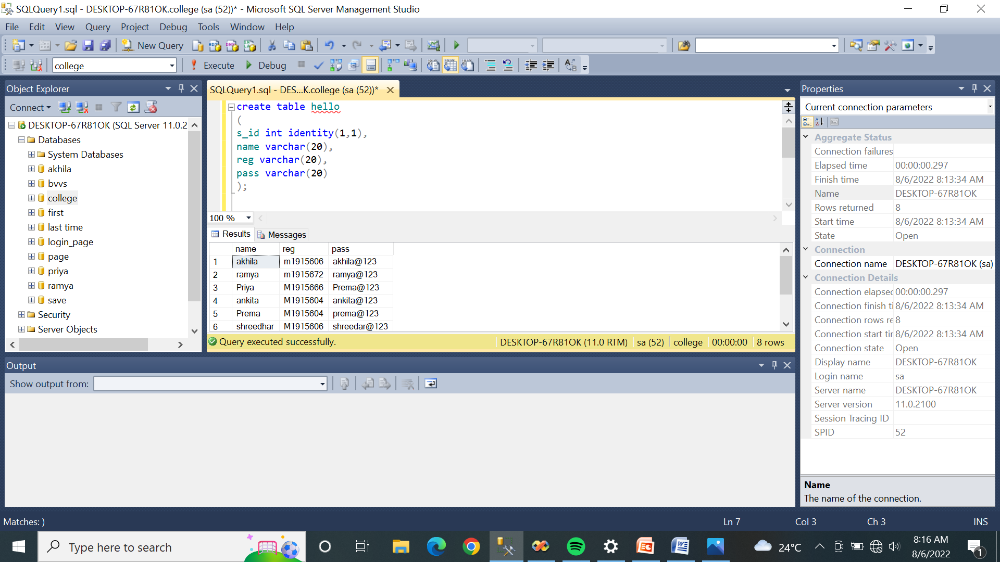 SQLQuery1.sql - DESKTOP-67R81OK.college (sa (52))* - Microsoft SQL Server Management Studio
File Edit View Query Project Debug Tools Window Help
New Query
college Execute Debug
Object Explorer
Connect
DESKTOP-67R81OK (SQL Server 11.0.2
Databases
System Databases
akhila
bvvs
college
first
last time
login_page
page
priya
ramya
save
Security
Server Objects
SQLQuery1.sql - DES...K.college (sa (52))*
create table hello
(
s_id int identity(1,1),
name varchar(20),
reg varchar(20),
pass varchar(20)
);
100 %
Results Messages
name reg pass
1 akhila m1915606 akhila@123
2 ramya m1915672 ramya@123
3 Priya M1915666 Prema@123
4 ankita M1915604 ankita@123
5 Prema M1915604 prema@123
6 shreedhar M1915606 shreedar@123
Query executed successfully. DESKTOP-67R81OK (11.0 RTM) sa (52) college 00:00:00 8 rows
Output
Show output from:
Properties
Current connection parameters
Aggregate Status
Connection failures
Elapsed time 00:00:00.297
Finish time 8/6/2022 8:13:34 AM
Name DESKTOP-67R81OK
Rows returned 8
Start time 8/6/2022 8:13:34 AM
State Open
Connection
Connection name DESKTOP-67R81OK (sa)
Connection Details
Connection elapsec 00:00:00.297
Connection finish ti 8/6/2022 8:13:34 AM
Connection rows re 8
Connection start tir 8/6/2022 8:13:34 AM
Connection state Open
Display name DESKTOP-67R81OK
Login name sa
Server name DESKTOP-67R81OK
Server version 11.0.2100
Session Tracing ID
SPID 52
Name
The name of the connection.
Matches: ) Ln 7 Col 3 Ch 3 INS
Type here to search 24°C 8:16 AM
8/6/2022 1